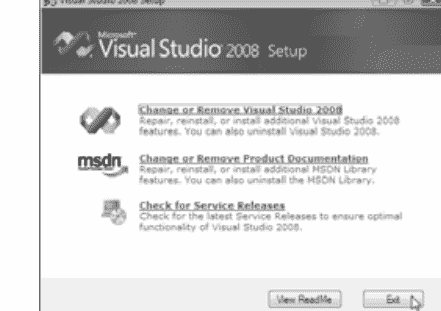 Visual Studio 2008 Setup
Microsoft
Visual Studio 2008 Setup
Change or Remove Visual Studio 2008
Repair, reinstall, or install additional Visual Studio 2008
features. You can also uninstall Visual Studio 2008.
msdn
Change or Remove Product Documentation
Repair, reinstall, or install additional MSDN Library
features. You can also uninstall the MSDN Library.
Check for Service Releases
Check for the latest Service Releases to ensure optimal
functionality of Visual Studio 2008.
View ReadMe
Exit